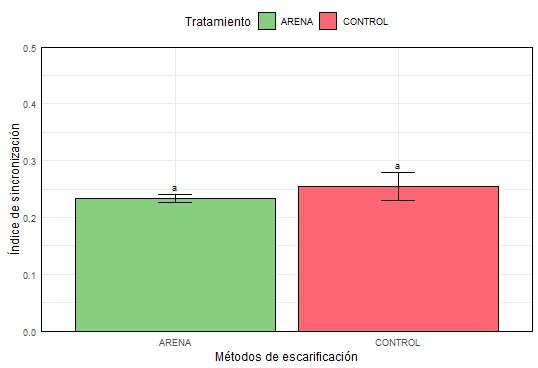 Tratamiento ARENA CONTROL
0.5
0.4
0.3
0.2
0.1
0.0
Índice de sincronización
a
a
ARENA CONTROL
Métodos de escarificación